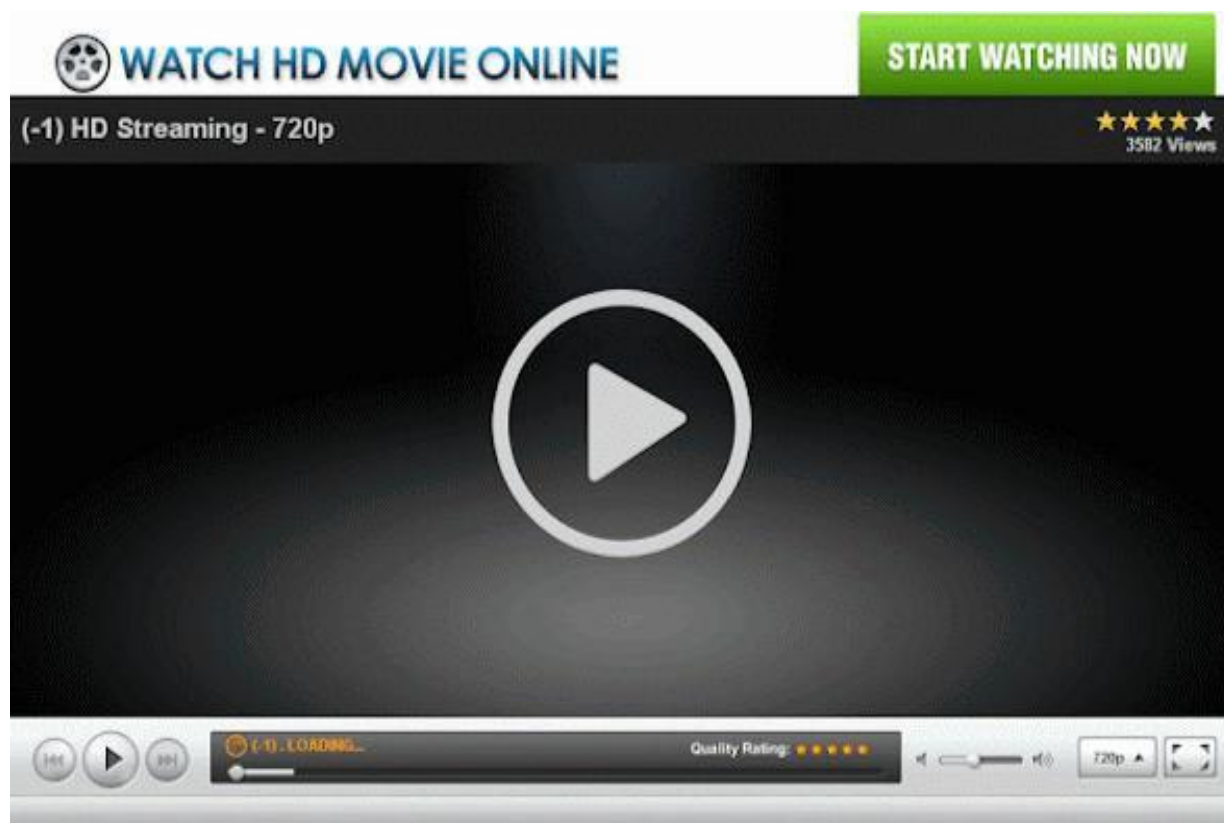 WATCH HD MOVIE ONLINE
START WATCHING NOW
(-1) HD Streaming - 720p
3582 Views
(-1) . LOADING...
Quality Rating:
720p